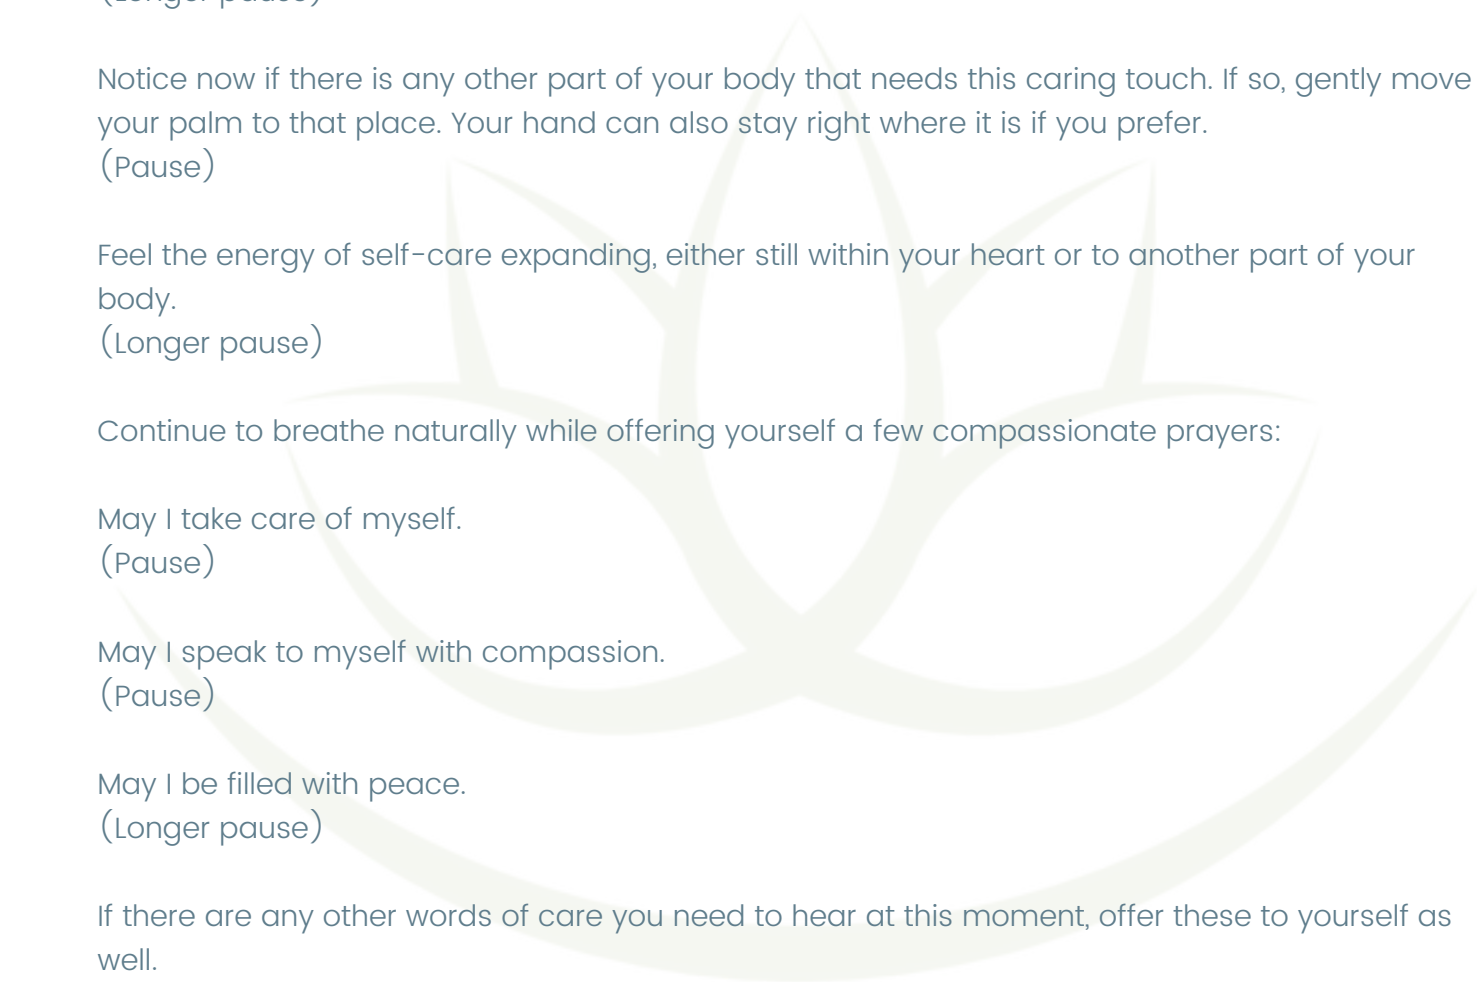 (Longer pause)
Notice now if there is any other part of your body that needs this caring touch. If so, gently move
your palm to that place. Your hand can also stay right where it is if you prefer.
(Pause)
Feel the energy of self-care expanding, either still within your heart or to another part of your
body.
(Longer pause)
Continue to breathe naturally while offering yourself a few compassionate prayers:
May I take care of myself.
(Pause)
May I speak to myself with compassion.
(Pause)
May I be filled with peace.
(Longer pause)
If there are any other words of care you need to hear at this moment, offer these to yourself as
well.